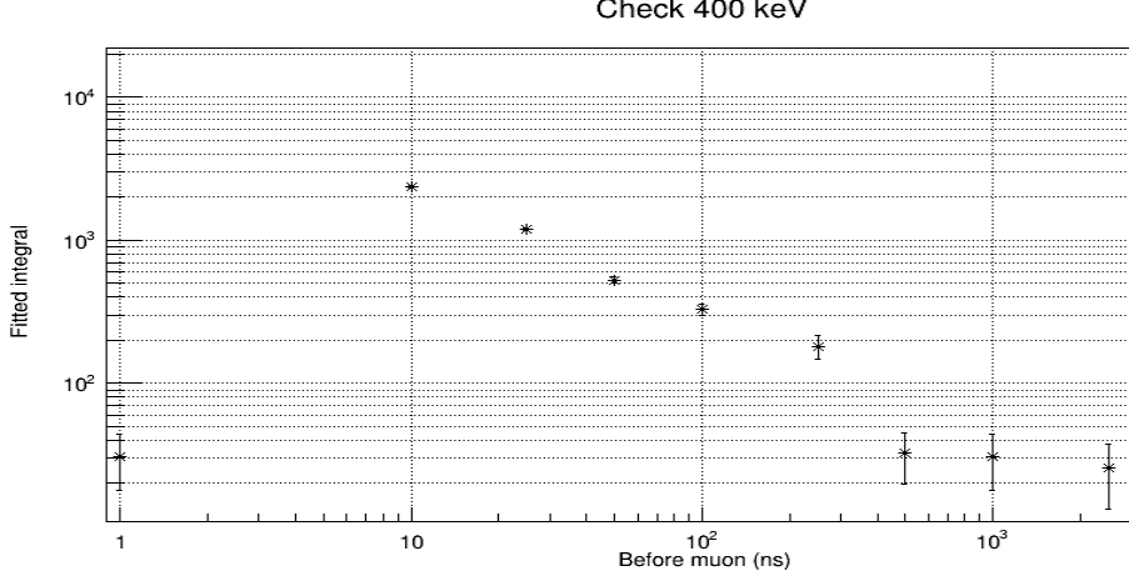 Check 400 keV
Fitted integral
10⁴
10³
10²
1
10
10²
10³
Before muon (ns)